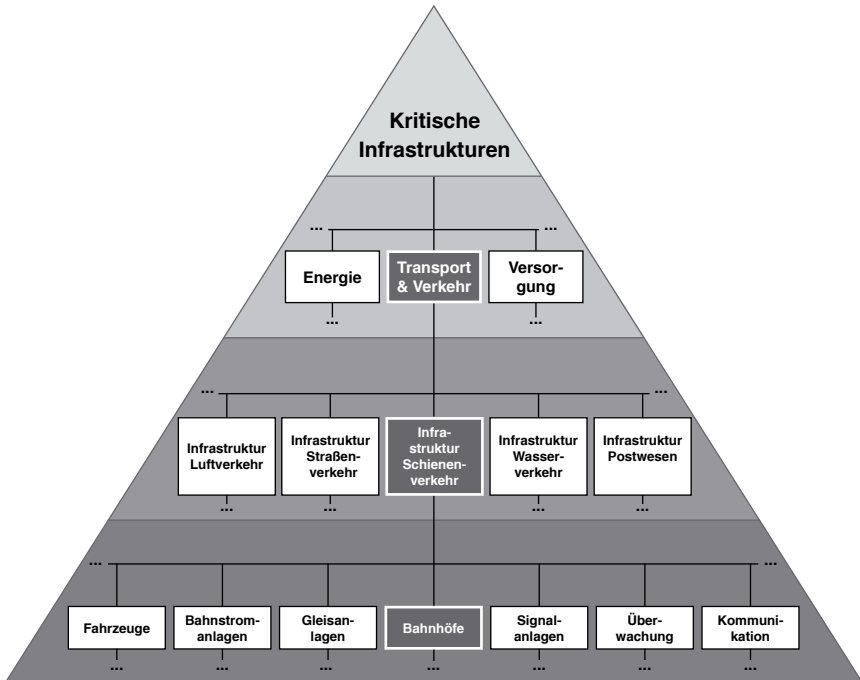 Kritische
Infrastrukturen
... ...
Energie
Transport
& Verkehr
Versor-
gung
... ...
... ...
Infrastruktur
Luftverkehr
Infrastruktur
Straßen-
verkehr
Infra-
struktur
Schienen-
verkehr
Infrastruktur
Wasser-
verkehr
Infrastruktur
Postwesen
... ... ... ...
... ...
Fahrzeuge
Bahnstrom-
anlagen
Gleisan-
lagen
Bahnhöfe
Signal-
anlagen
Über-
wachung
Kommuni-
kation
... ... ... ... ... ... ...